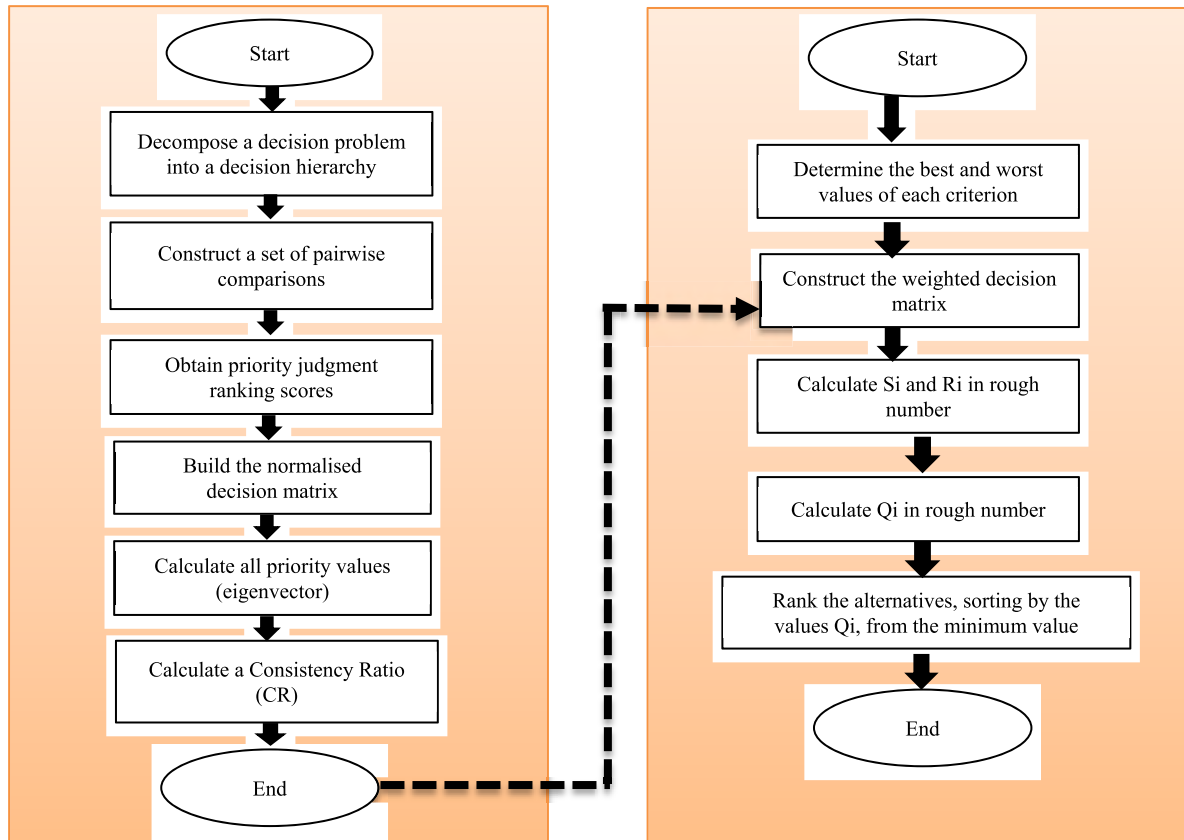 Start
Decompose a decision problem
into a decision hierarchy
Construct a set of pairwise
comparisons
Obtain priority judgment
ranking scores
Build the normalised
decision matrix
Calculate all priority values
(eigenvector)
Calculate a Consistency Ratio
(CR)
End
Start
Determine the best and worst
values of each criterion
Construct the weighted decision
matrix
Calculate Si and Ri in rough
number
Calculate Qi in rough number
Rank the alternatives, sorting by the
values Qi, from the minimum value
End